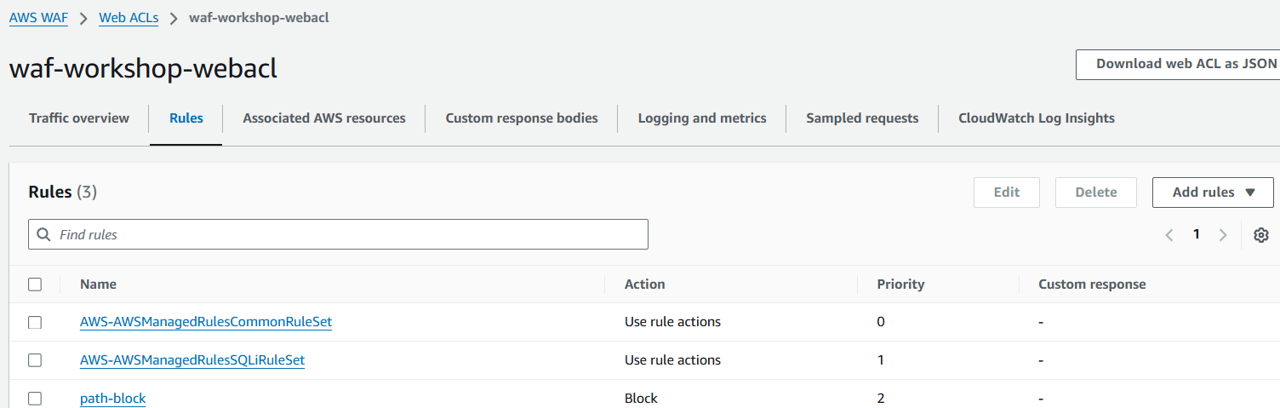 AWS WAF > Web ACLs > waf-workshop-webacl
waf-workshop-webacl
Download web ACL as JSON
Traffic overview Rules Associated AWS resources Custom response bodies Logging and metrics Sampled requests CloudWatch Log Insights
Rules (3) Edit Delete Add rules
Find rules 1
Name Action Priority Custom response
AWS-AWSManagedRulesCommonRuleSet Use rule actions 0 -
AWS-AWSManagedRulesSQLiRuleSet Use rule actions 1 -
path-block Block 2 -